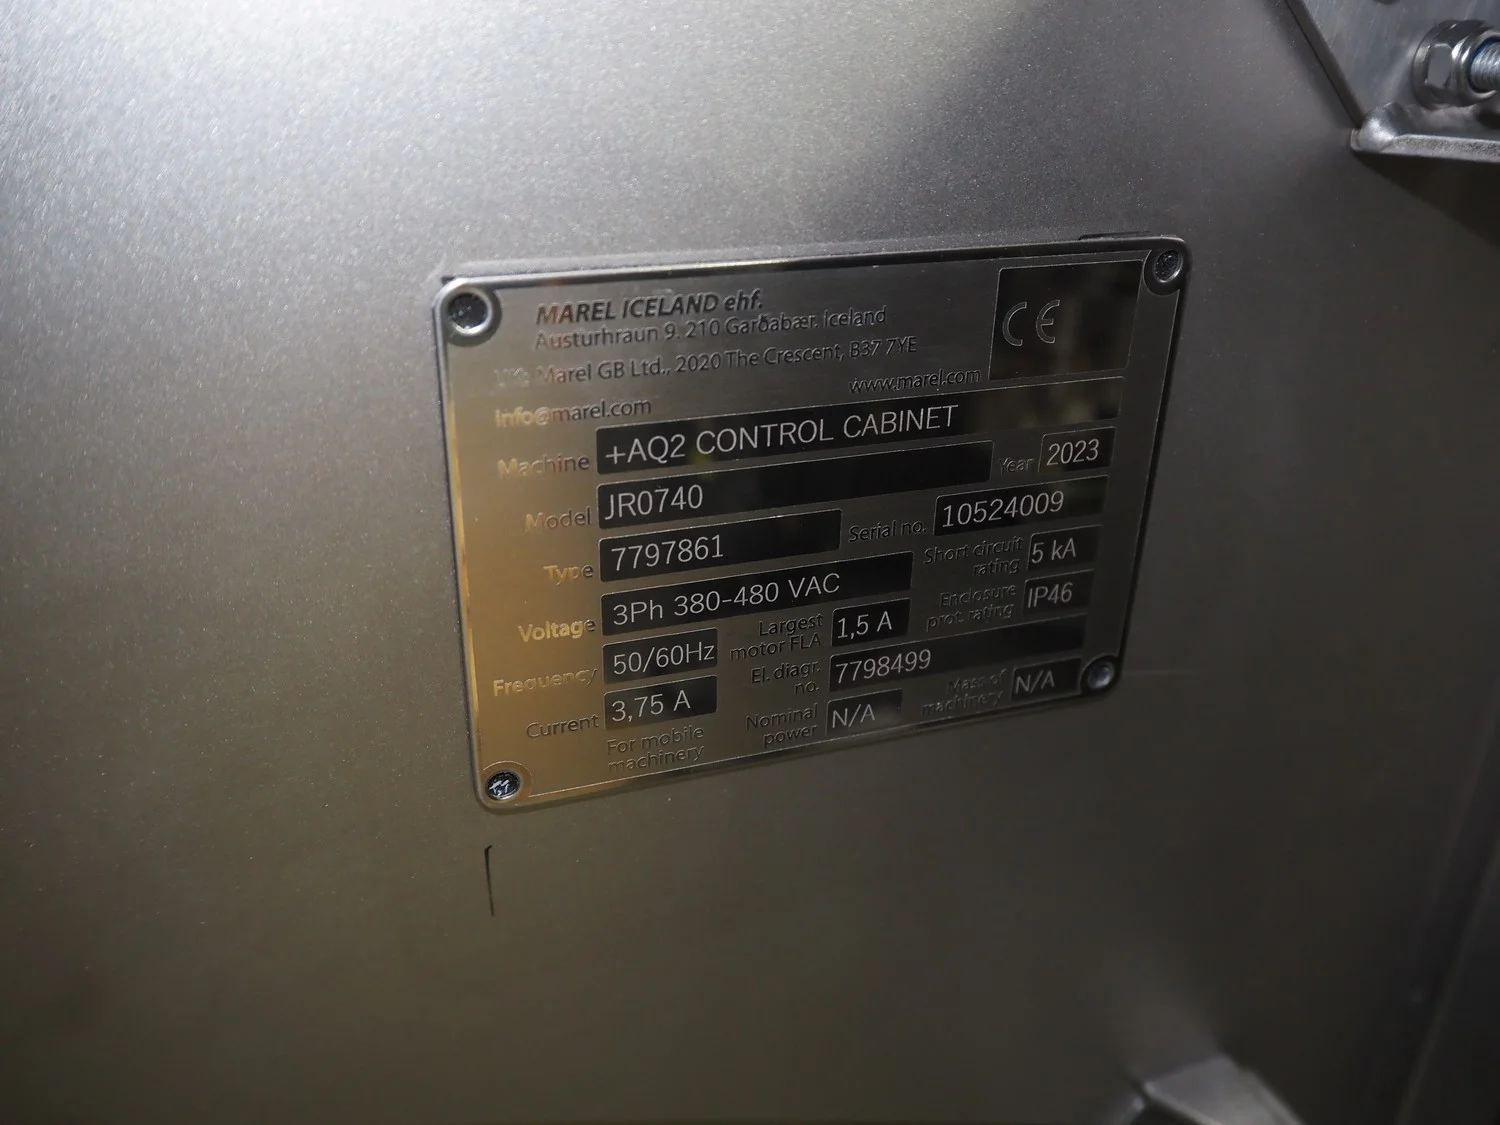 MAREL ICELAND ehf.
Austurhraun 9. 210 Garðabær. Iceland
UK: Marel GB Ltd., 2020 The Crescent, B37 7YE
www.marel.com
info@marel.com
CE
Machine +AQ2 CONTROL CABINET
Model JR0740 Year 2023
Type 7797861 Serial no. 10524009
Voltage 3Ph 380-480 VAC Short circuit rating 5 kA
Frequency 50/60Hz Largest motor FLA 1,5 A Enclosure prot. rating IP46
Current 3,75 A El. diagr. no. 7798499
For mobile machinery Nominal power N/A Mass of machinery N/A